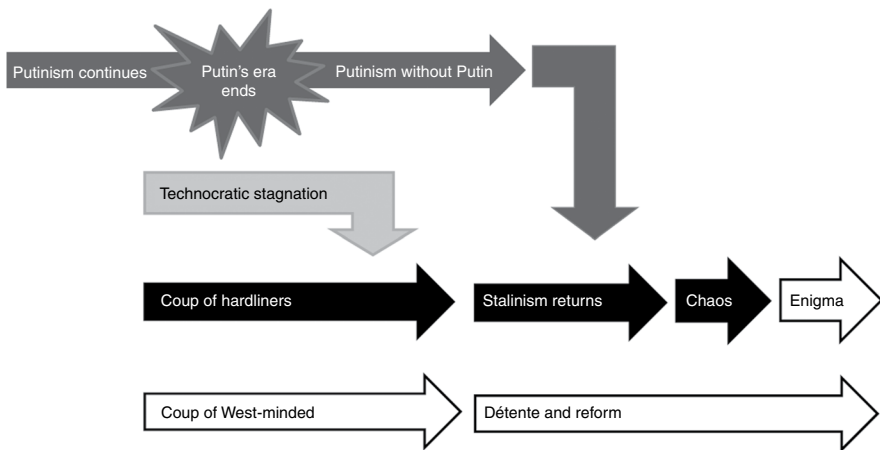 Putinism continues
Putin's era
ends
Putinism without Putin
Technocratic stagnation
Coup of hardliners
Stalinism returns
Chaos
Enigma
Coup of West-minded
Détente and reform